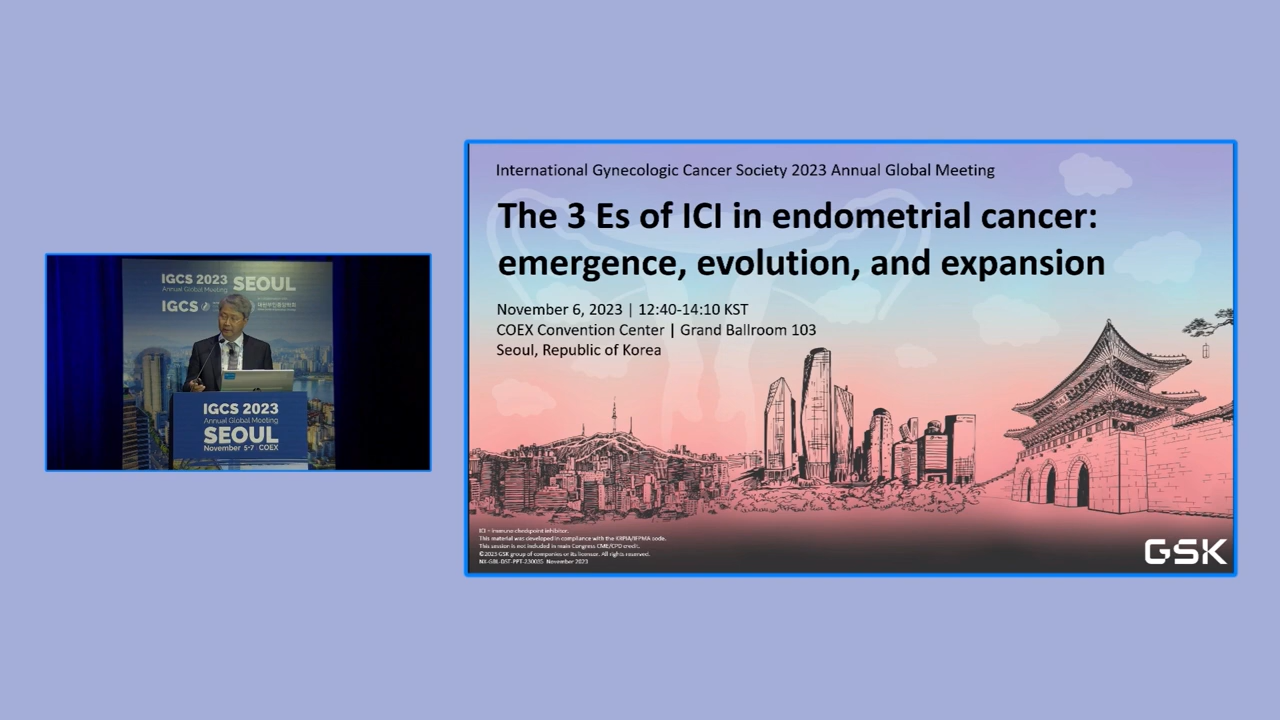 IGCS 2023
Annual Global Meeting
SEOUL
IGCS
IGCS 2023
Annual Global Meeting
SEOUL
November 5-7 · COEX
International Gynecologic Cancer Society 2023 Annual Global Meeting
The 3 Es of ICI in endometrial cancer:
emergence, evolution, and expansion
November 6, 2023 | 12:40-14:10 KST
COEX Convention Center | Grand Ballroom 103
Seoul, Republic of Korea
ICI = immuno-checkpoint inhibitor.
This material was developed in compliance with the KRPIA/IFPMA code.
This session is not included in main Congress CME/CPD credit.
©2023 GSK group of companies or its licensor. All rights reserved.
NX-GBL-DST-PPT-230035 November 2023
GSK